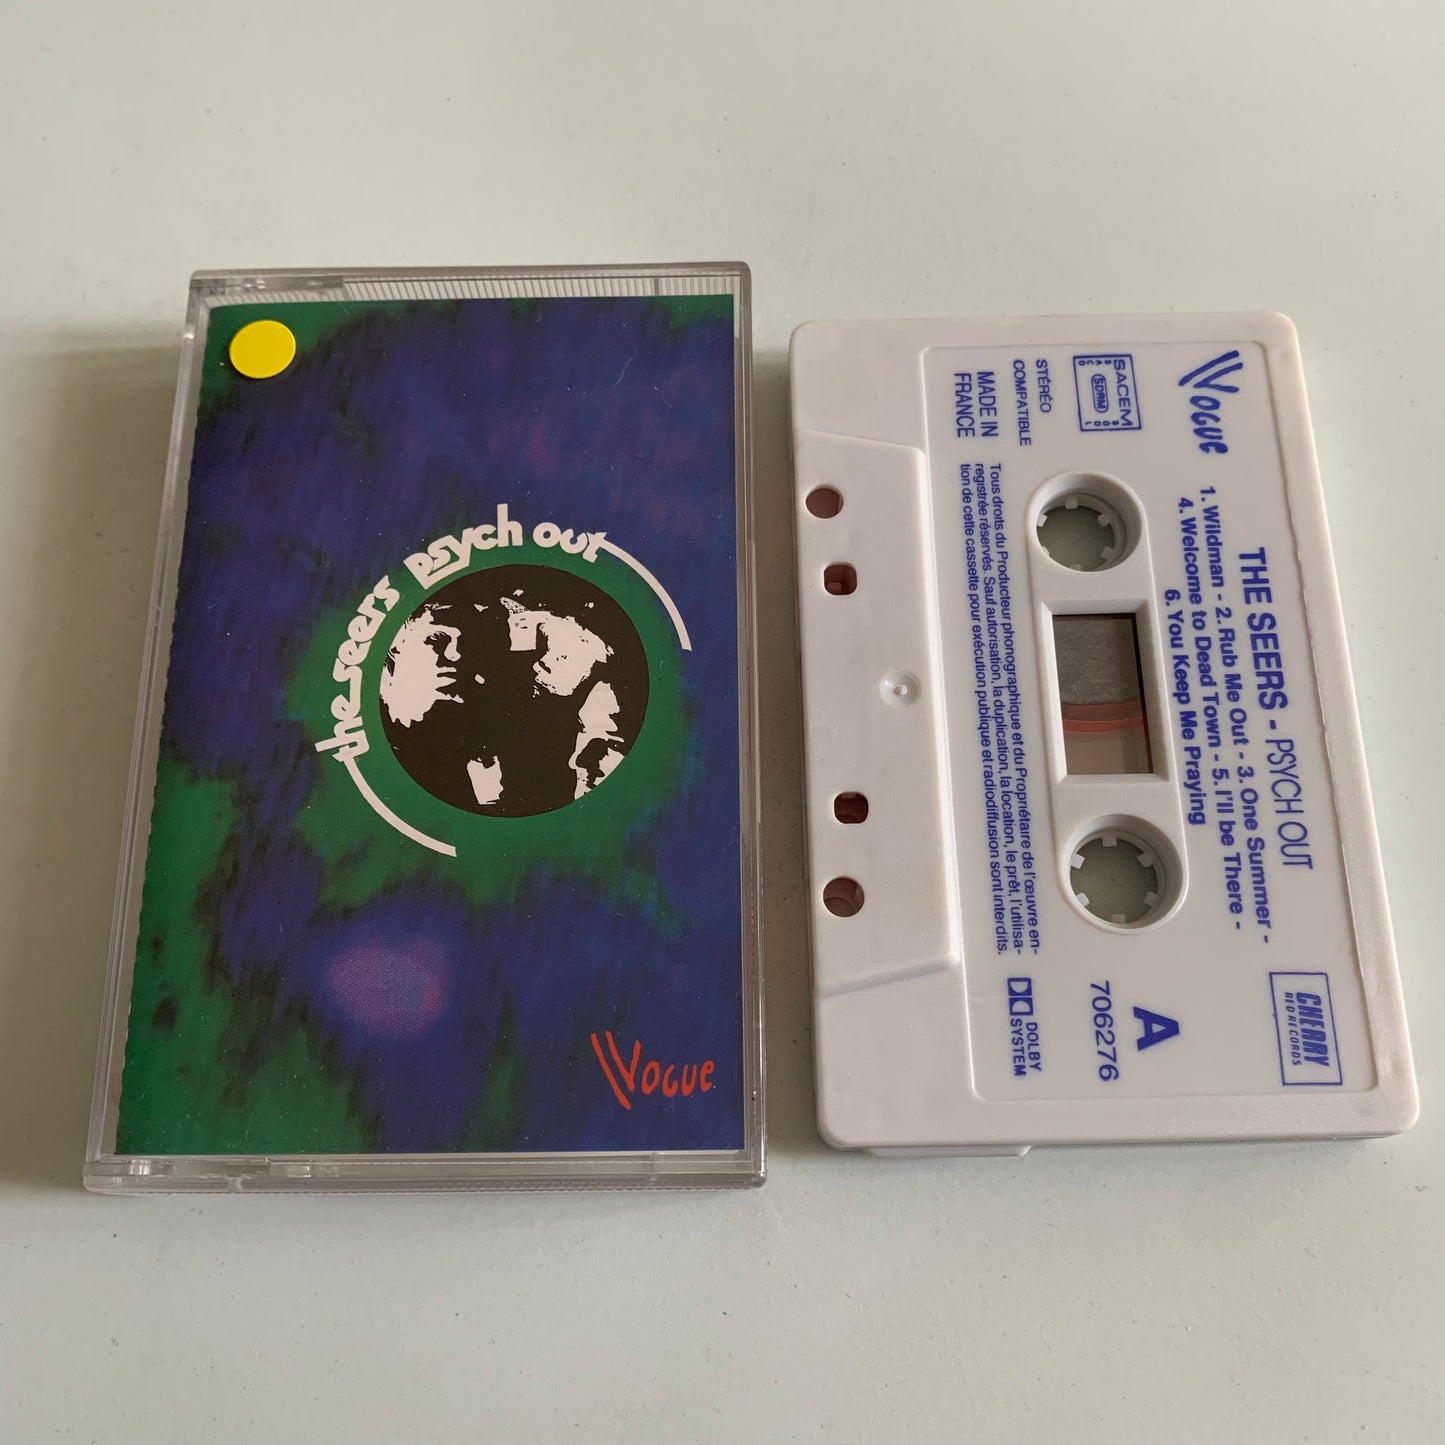 the seers psych out
Vogue
Vogue
THE SEERS - PSYCH OUT
1. Wildman - 2. Rub Me Out - 3. One Summer -
4. Welcome to Dead Town - 5. I'll be There -
6. You Keep Me Praying
SACEM
SDRM
STÉRÉO
COMPATIBLE
MADE IN
FRANCE
Tous droits du Producteur phonographique et du Propriétaire de l'œuvre en-
registrée réservés. Sauf autorisation, la duplication, la location, le prêt, l'utilisa-
tion de cette cassette pour exécution publique et radiodiffusion sont interdits.
DOLBY
SYSTEM
A
706276
CHERRY
RED RECORDS